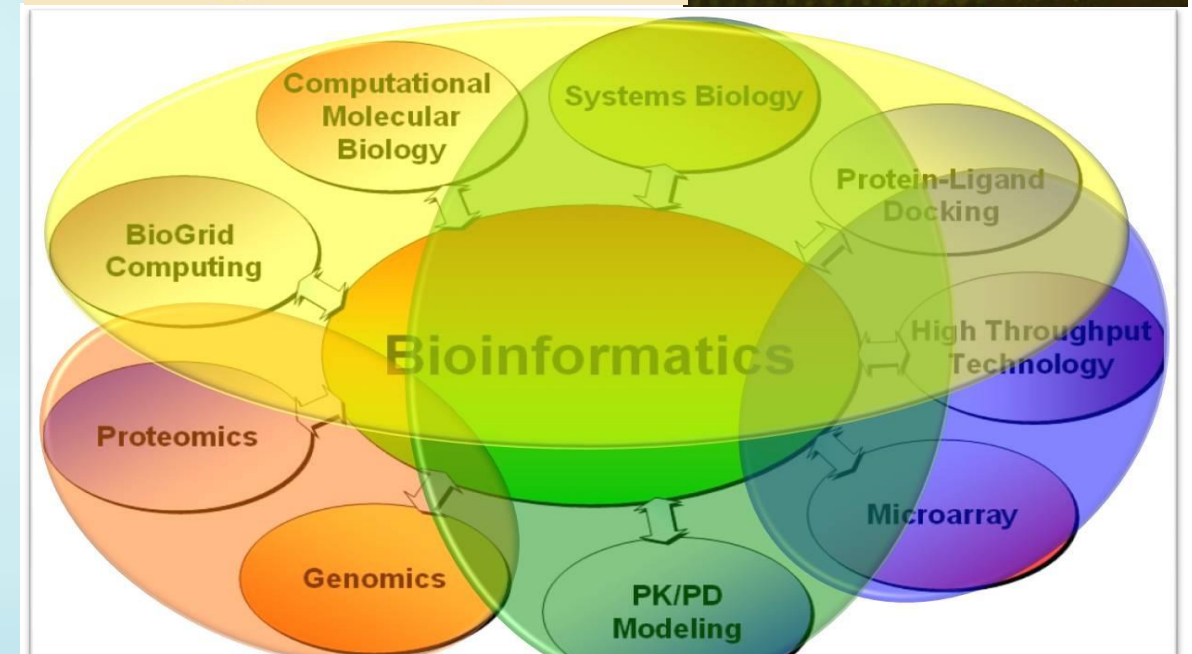 Computational
Molecular
Biology
Systems Biology
Protein-Ligand
Docking
BioGrid
Computing
High Throughput
Technology
Bioinformatics
Proteomics
Microarray
Genomics
PK/PD
Modeling